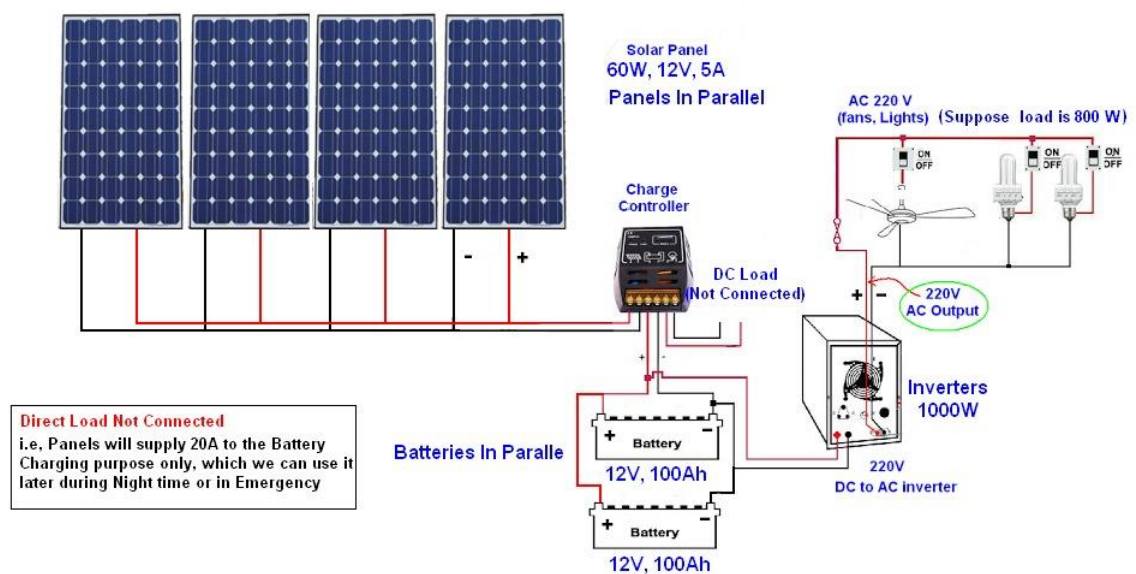 Solar Panel
60W, 12V, 5A
Panels In Parallel
AC 220 V
(fans, Lights)
(Suppose load is 800 W)
ON
OFF
ON
OFF
ON
OFF
Charge
Controller
- +
DC Load
(Not Connected)
+ -
220V
AC Output
Inverters
1000W
+ -
Direct Load Not Connected
i.e, Panels will supply 20A to the Battery
Charging purpose only, which we can use it
later during Night time or in Emergency
Batteries In Paralle
+ -
Battery
12V, 100Ah
220V
DC to AC inverter
+ -
Battery
12V, 100Ah